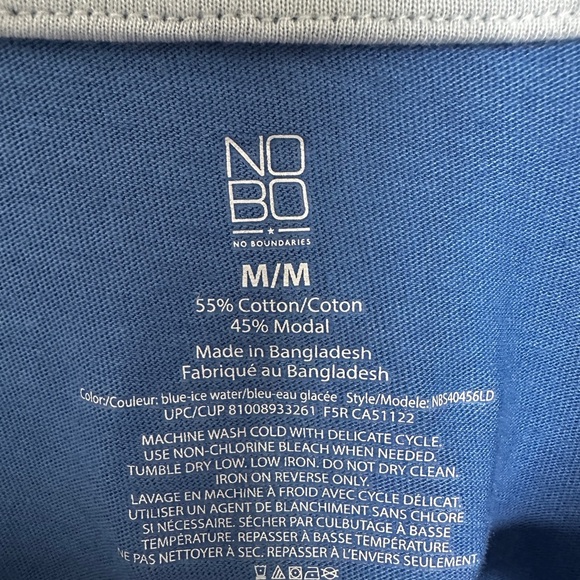 NO
BO
NO BOUNDARIES
M/M
55% Cotton/Coton
45% Modal
Made in Bangladesh
Fabriqué au Bangladesh
Color/Couleur: blue-ice water/bleu-eau glacée Style/Modele: NBS40456LD
UPC/CUP 81008933261 F5R CA51122
MACHINE WASH COLD WITH DELICATE CYCLE.
USE NON-CHLORINE BLEACH WHEN NEEDED.
TUMBLE DRY LOW. LOW IRON. DO NOT DRY CLEAN.
IRON ON REVERSE ONLY.
LAVAGE EN MACHINE À FROID AVEC CYCLE DÉLICAT.
UTILISER UN AGENT DE BLANCHIMENT SANS CHLORE
SI NÉCESSAIRE. SÉCHER PAR CULBUTAGE À BASSE
TEMPÉRATURE. REPASSER À BASSE TEMPÉRATURE.
NE PAS NETTOYER À SEC. REPASSER À L'ENVERS SEULEMENT.